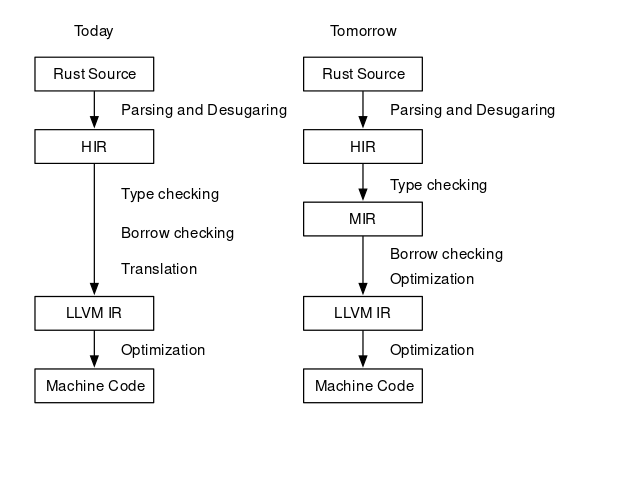 Today
Rust Source
Parsing and Desugaring
HIR
Type checking
Borrow checking
Translation
LLVM IR
Optimization
Machine Code
Tomorrow
Rust Source
Parsing and Desugaring
HIR
Type checking
MIR
Borrow checking
Optimization
LLVM IR
Optimization
Machine Code